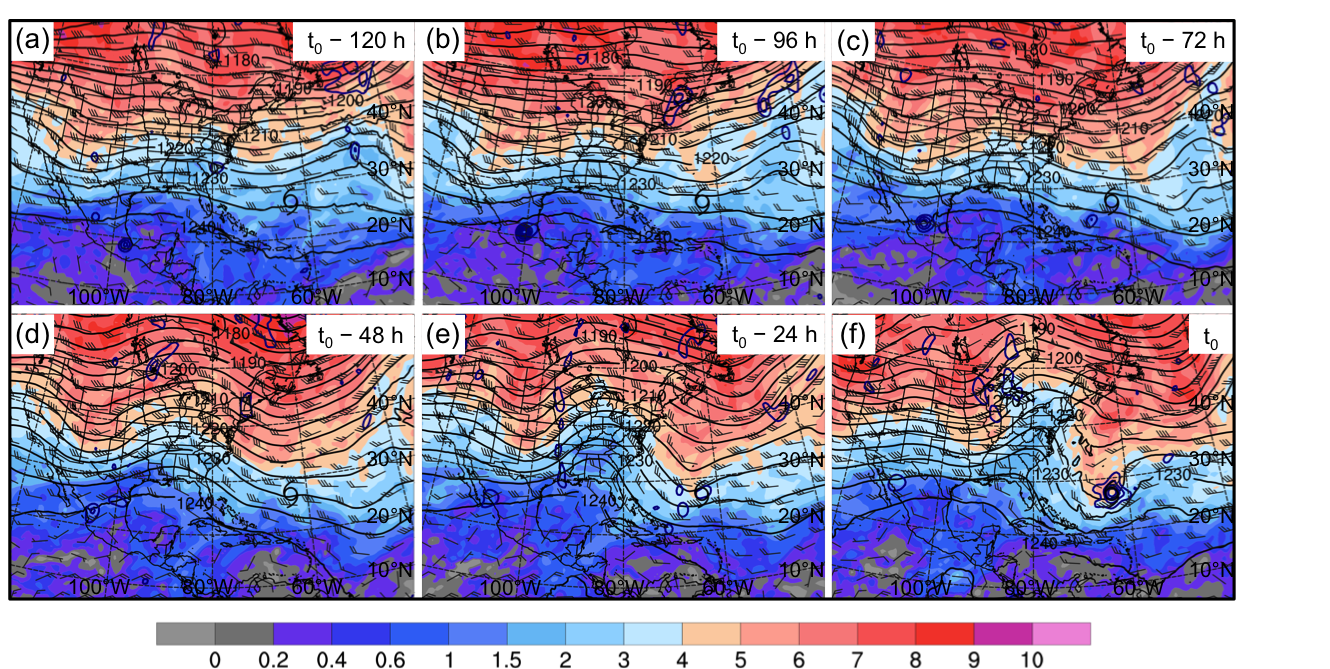 (a) t₀ − 120 h (b) t₀ − 96 h (c) t₀ − 72 h
1180 1180 1180
1190 1190 1190
1200 1200 1200
40°N 40°N 40°N
1210 1210 1210
1220 1220
30°N 30°N 30°N
1230 1230 1230
20°N 20°N 20°N
1240 1240 1240
10°N 10°N 10°N
100°W 80°W 60°W 100°W 80°W 60°W 100°W 80°W 60°W
(d) t₀ − 48 h (e) t₀ − 24 h (f) t₀
1180 1190 1190
1190 1200 1200
1200
1210 1210
40°N 40°N 40°N
1230 1230 1230 1230
30°N 30°N 30°N
1240 1240 1240
20°N 20°N 20°N
10°N 10°N 10°N
100°W 80°W 60°W 100°W 80°W 60°W 100°W 80°W 60°W
0 0.2 0.4 0.6 1 1.5 2 3 4 5 6 7 8 9 10